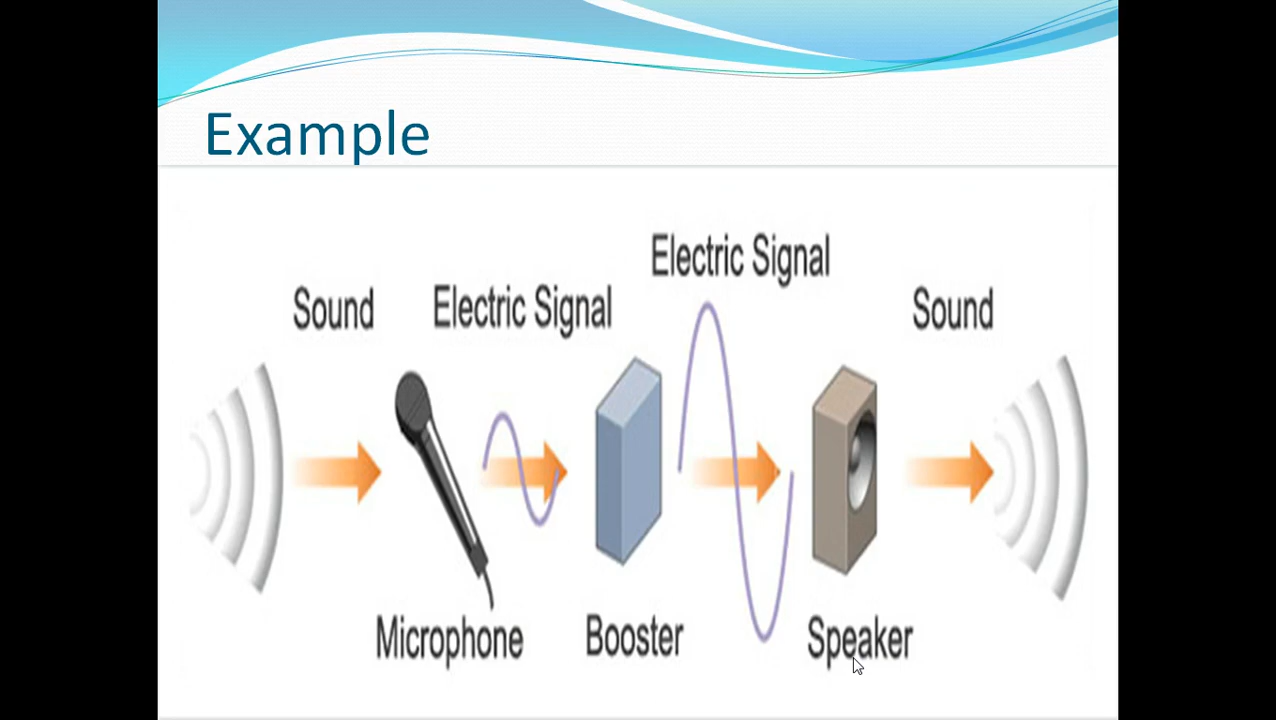 Example
Electric Signal
Sound
Electric Signal
Sound
Microphone
Booster
Speaker